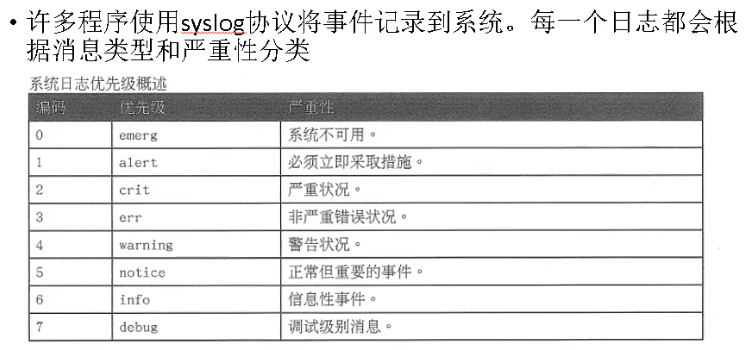 • 许多程序使用syslog协议将事件记录到系统。每一个日志都会根
据消息类型和严重性分类
系统日志优先级概述
编码 优先级 严重性
0 emerg 系统不可用。
1 alert 必须立即采取措施。
2 crit 严重状况。
3 err 非严重错误状况。
4 warning 警告状况。
5 notice 正常但重要的事件。
6 info 信息性事件。
7 debug 调试级别消息。